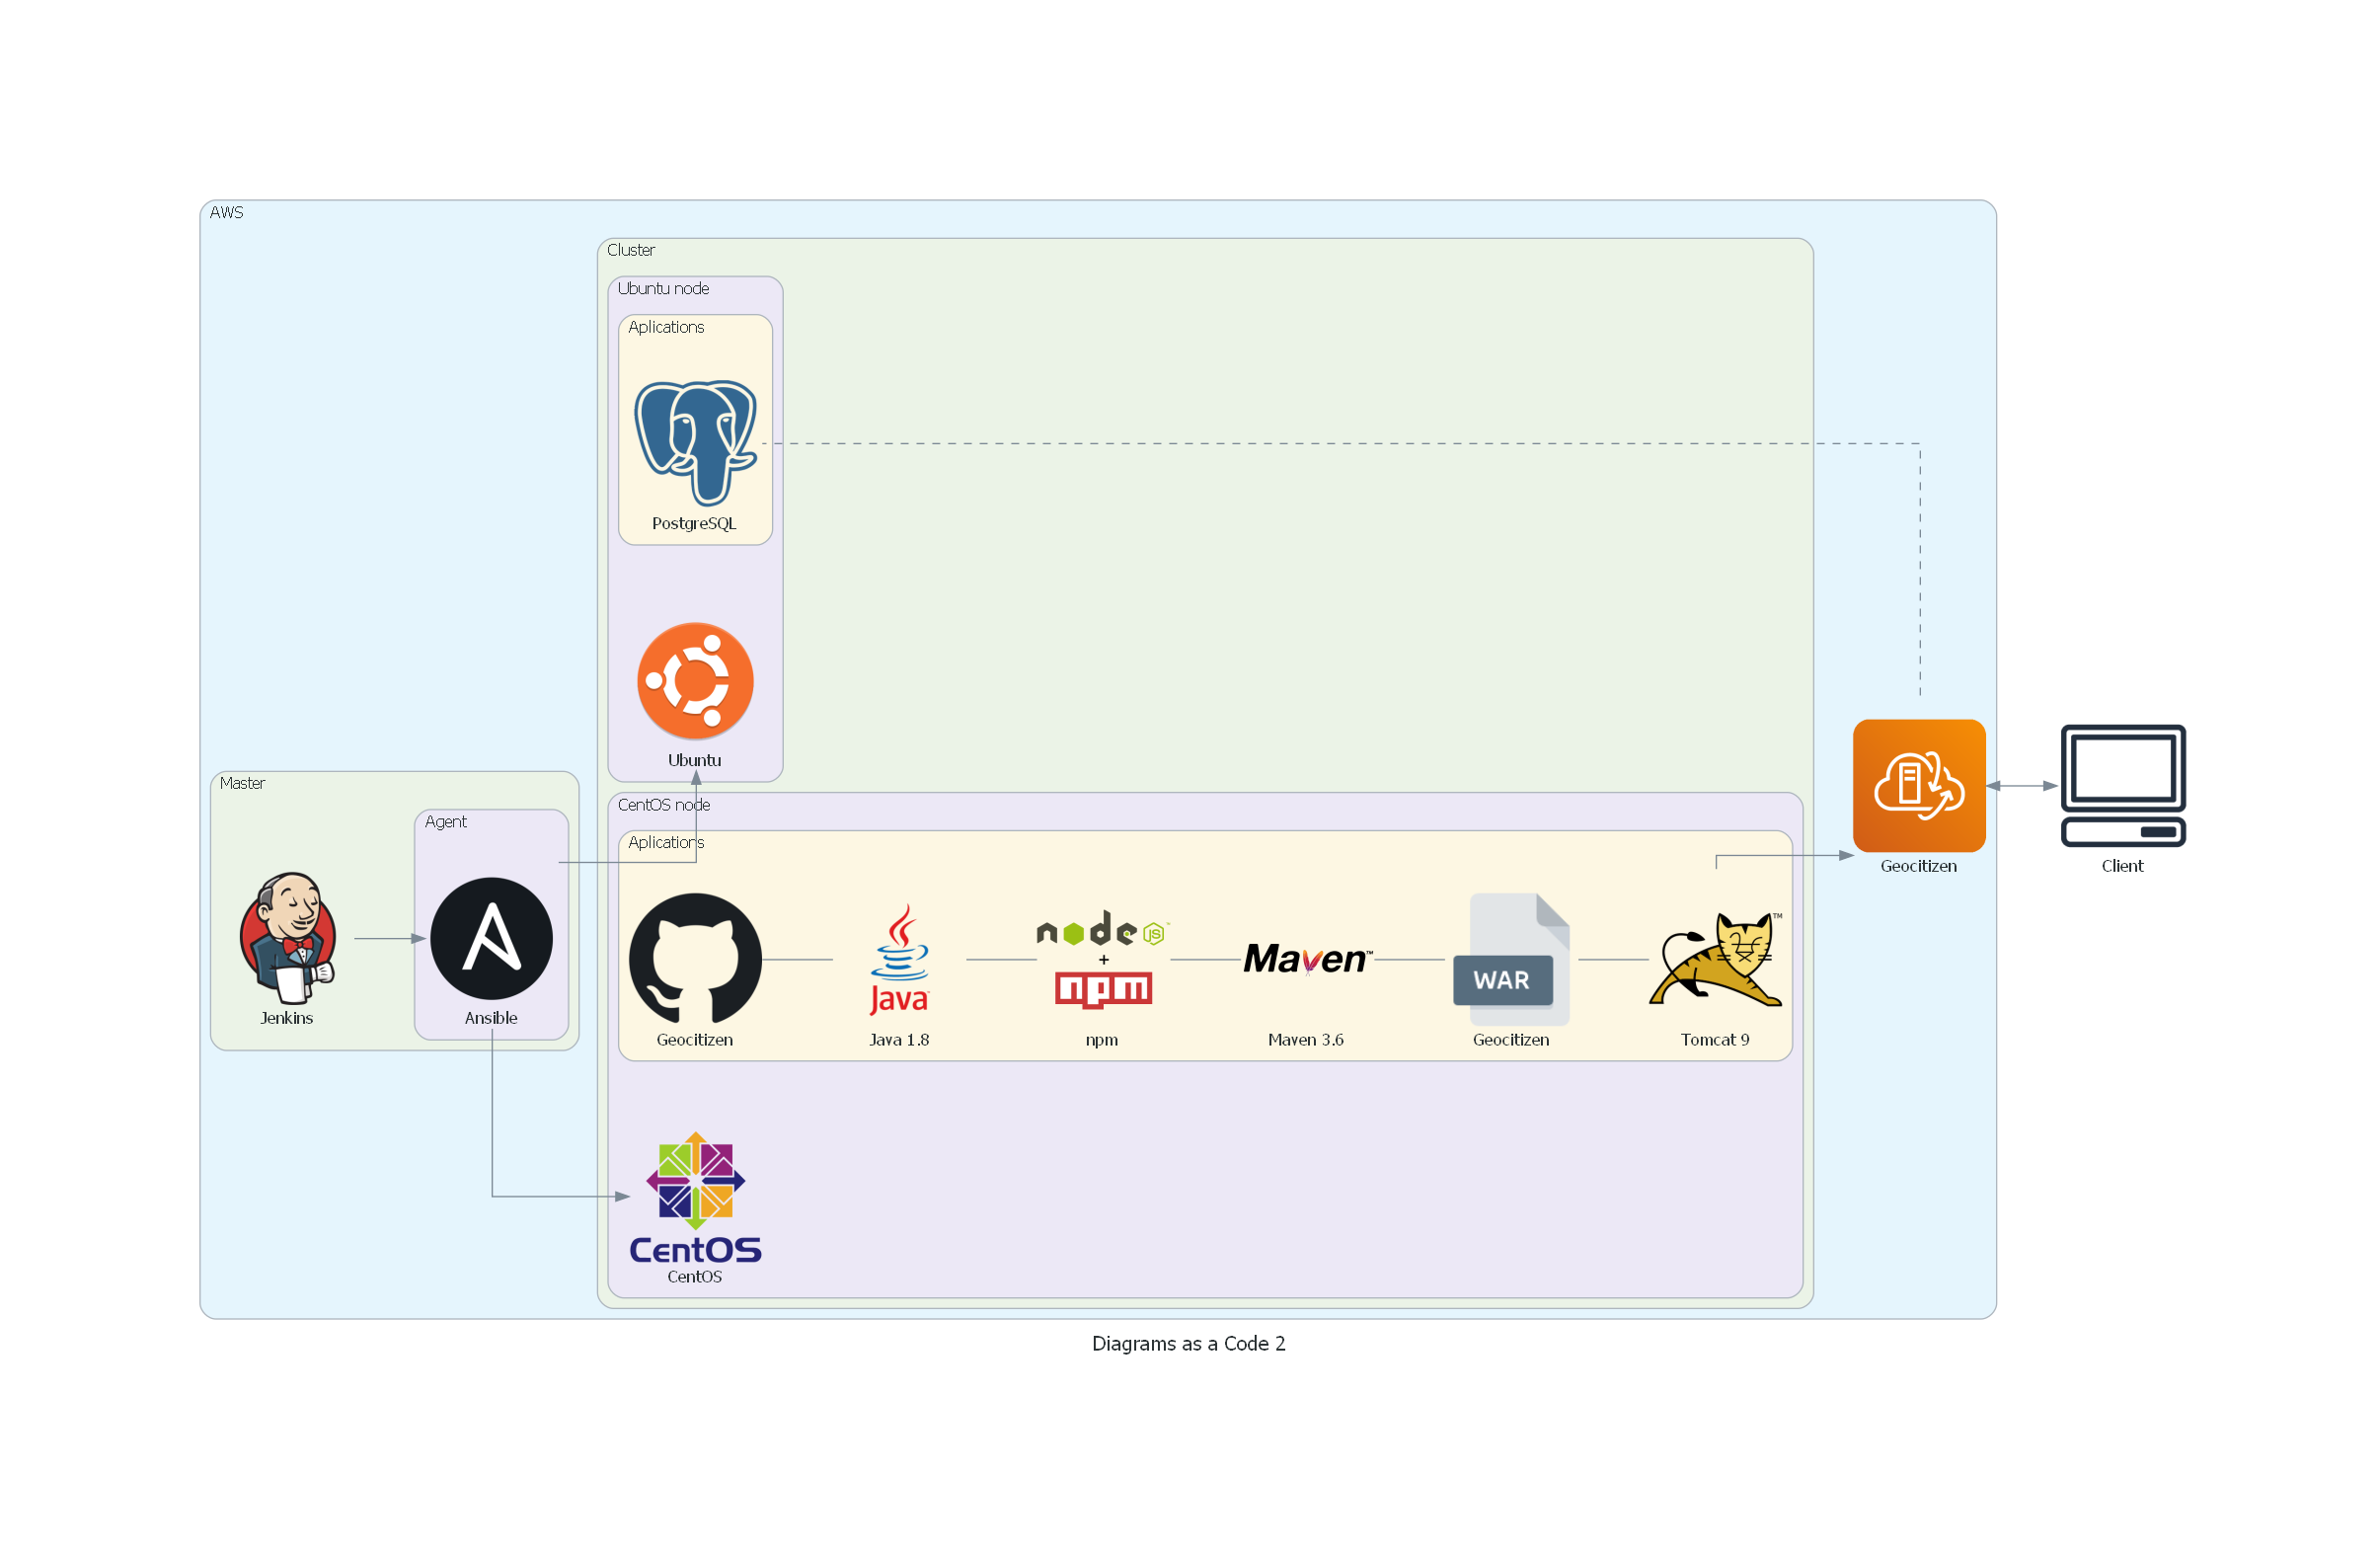 AWS
Cluster
Ubuntu node
Aplications
PostgreSQL
Ubuntu
Master
Agent
Jenkins
Ansible
CentOS node
Aplications
Geocitizen
Java
Java 1.8
node JS
+
npm
npm
Maven™
Maven 3.6
WAR
Geocitizen
TM
Tomcat 9
CentOS
CentOS
Geocitizen
Client
Diagrams as a Code 2